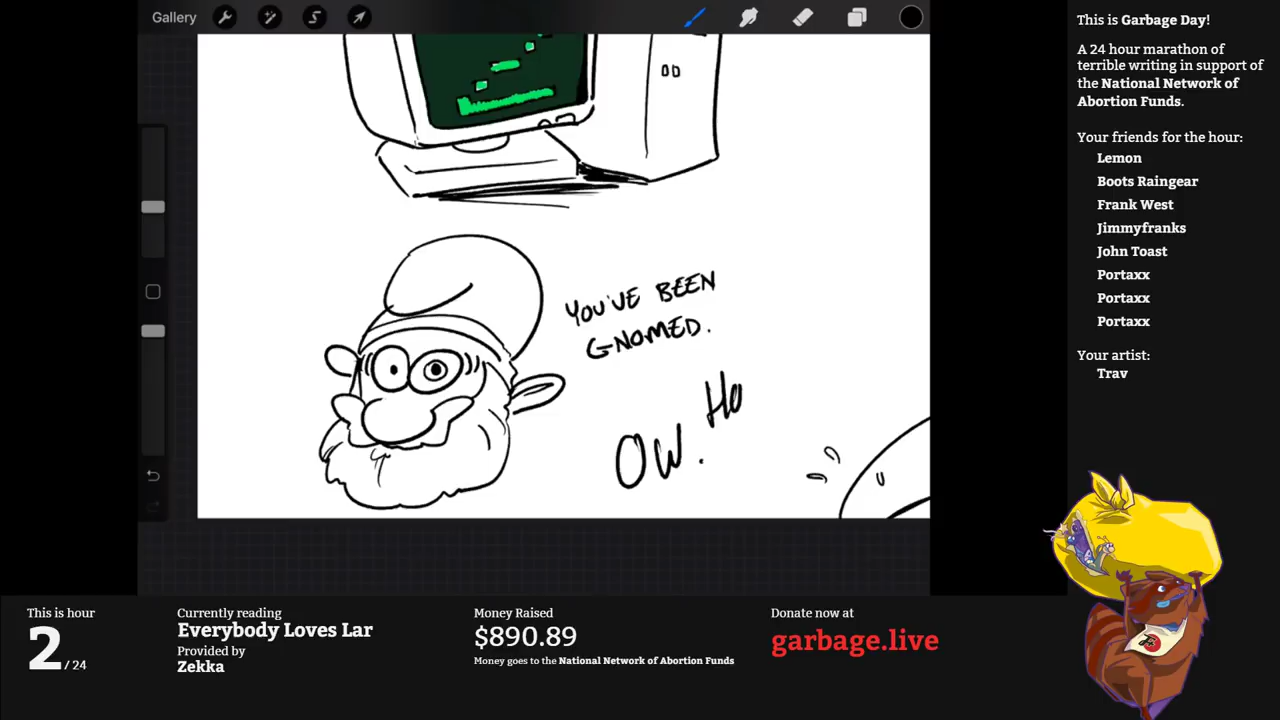 Gallery
This is Garbage Day!
A 24 hour marathon of
terrible writing in support of
the National Network of
Abortion Funds.
Your friends for the hour:
Lemon
Boots Raingear
Frank West
Jimmyfranks
John Toast
Portaxx
Portaxx
Portaxx
Your artist:
Trav
YOU'VE BEEN
GNOMED.
Ho
OW.
This is hour
2 / 24
Currently reading
Everybody Loves Lar
Provided by
Zekka
Money Raised
$890.89
Money goes to the National Network of Abortion Funds
Donate now at
garbage.live